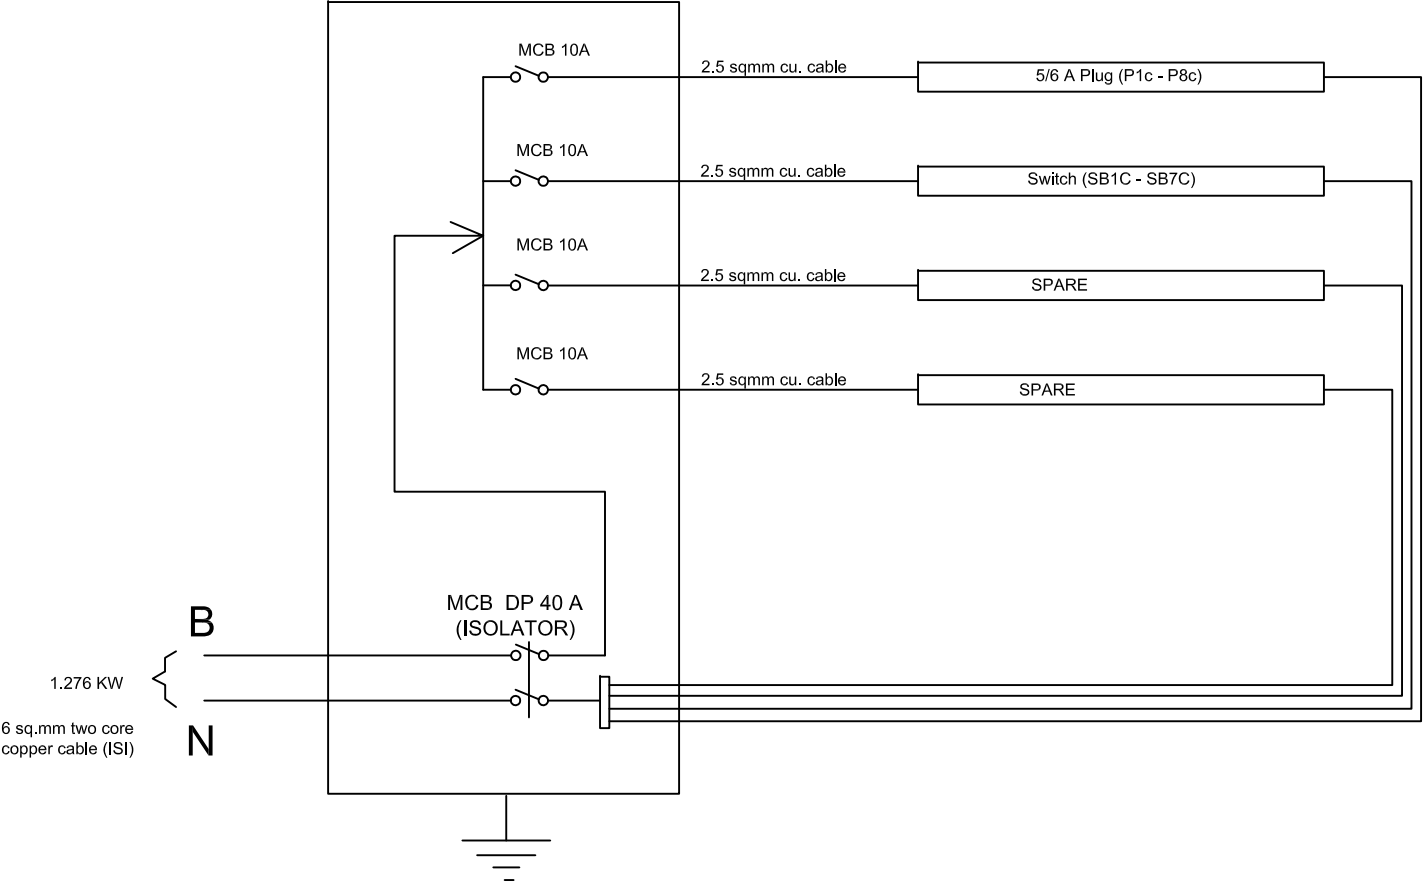 MCB 10A
2.5 sqmm cu. cable
5/6 A Plug (P1c - P8c)
MCB 10A
2.5 sqmm cu. cable
Switch (SB1C - SB7C)
MCB 10A
2.5 sqmm cu. cable
SPARE
MCB 10A
2.5 sqmm cu. cable
SPARE
MCB DP 40 A
(ISOLATOR)
B
1.276 KW
N
6 sq.mm two core
copper cable (ISI)